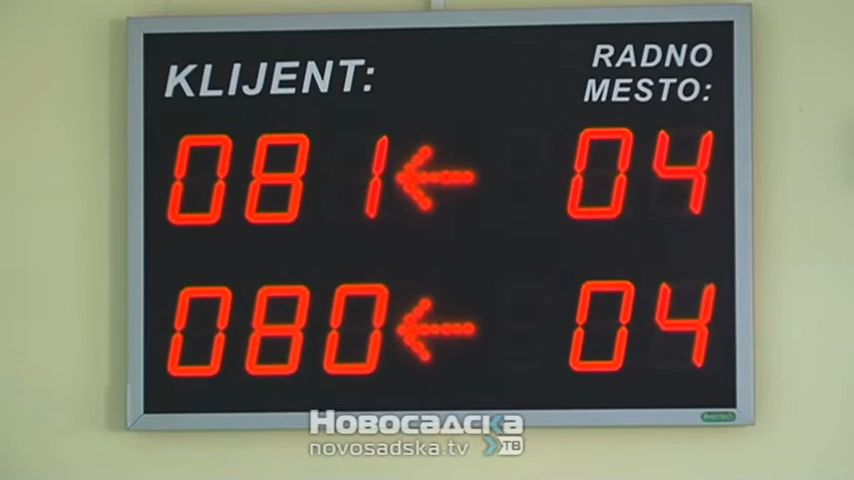 KLIJENT:
RADNO
MESTO:
081 ← 04
080 ← 04
НОВОСАДСКА
novosadska.tv ТВ